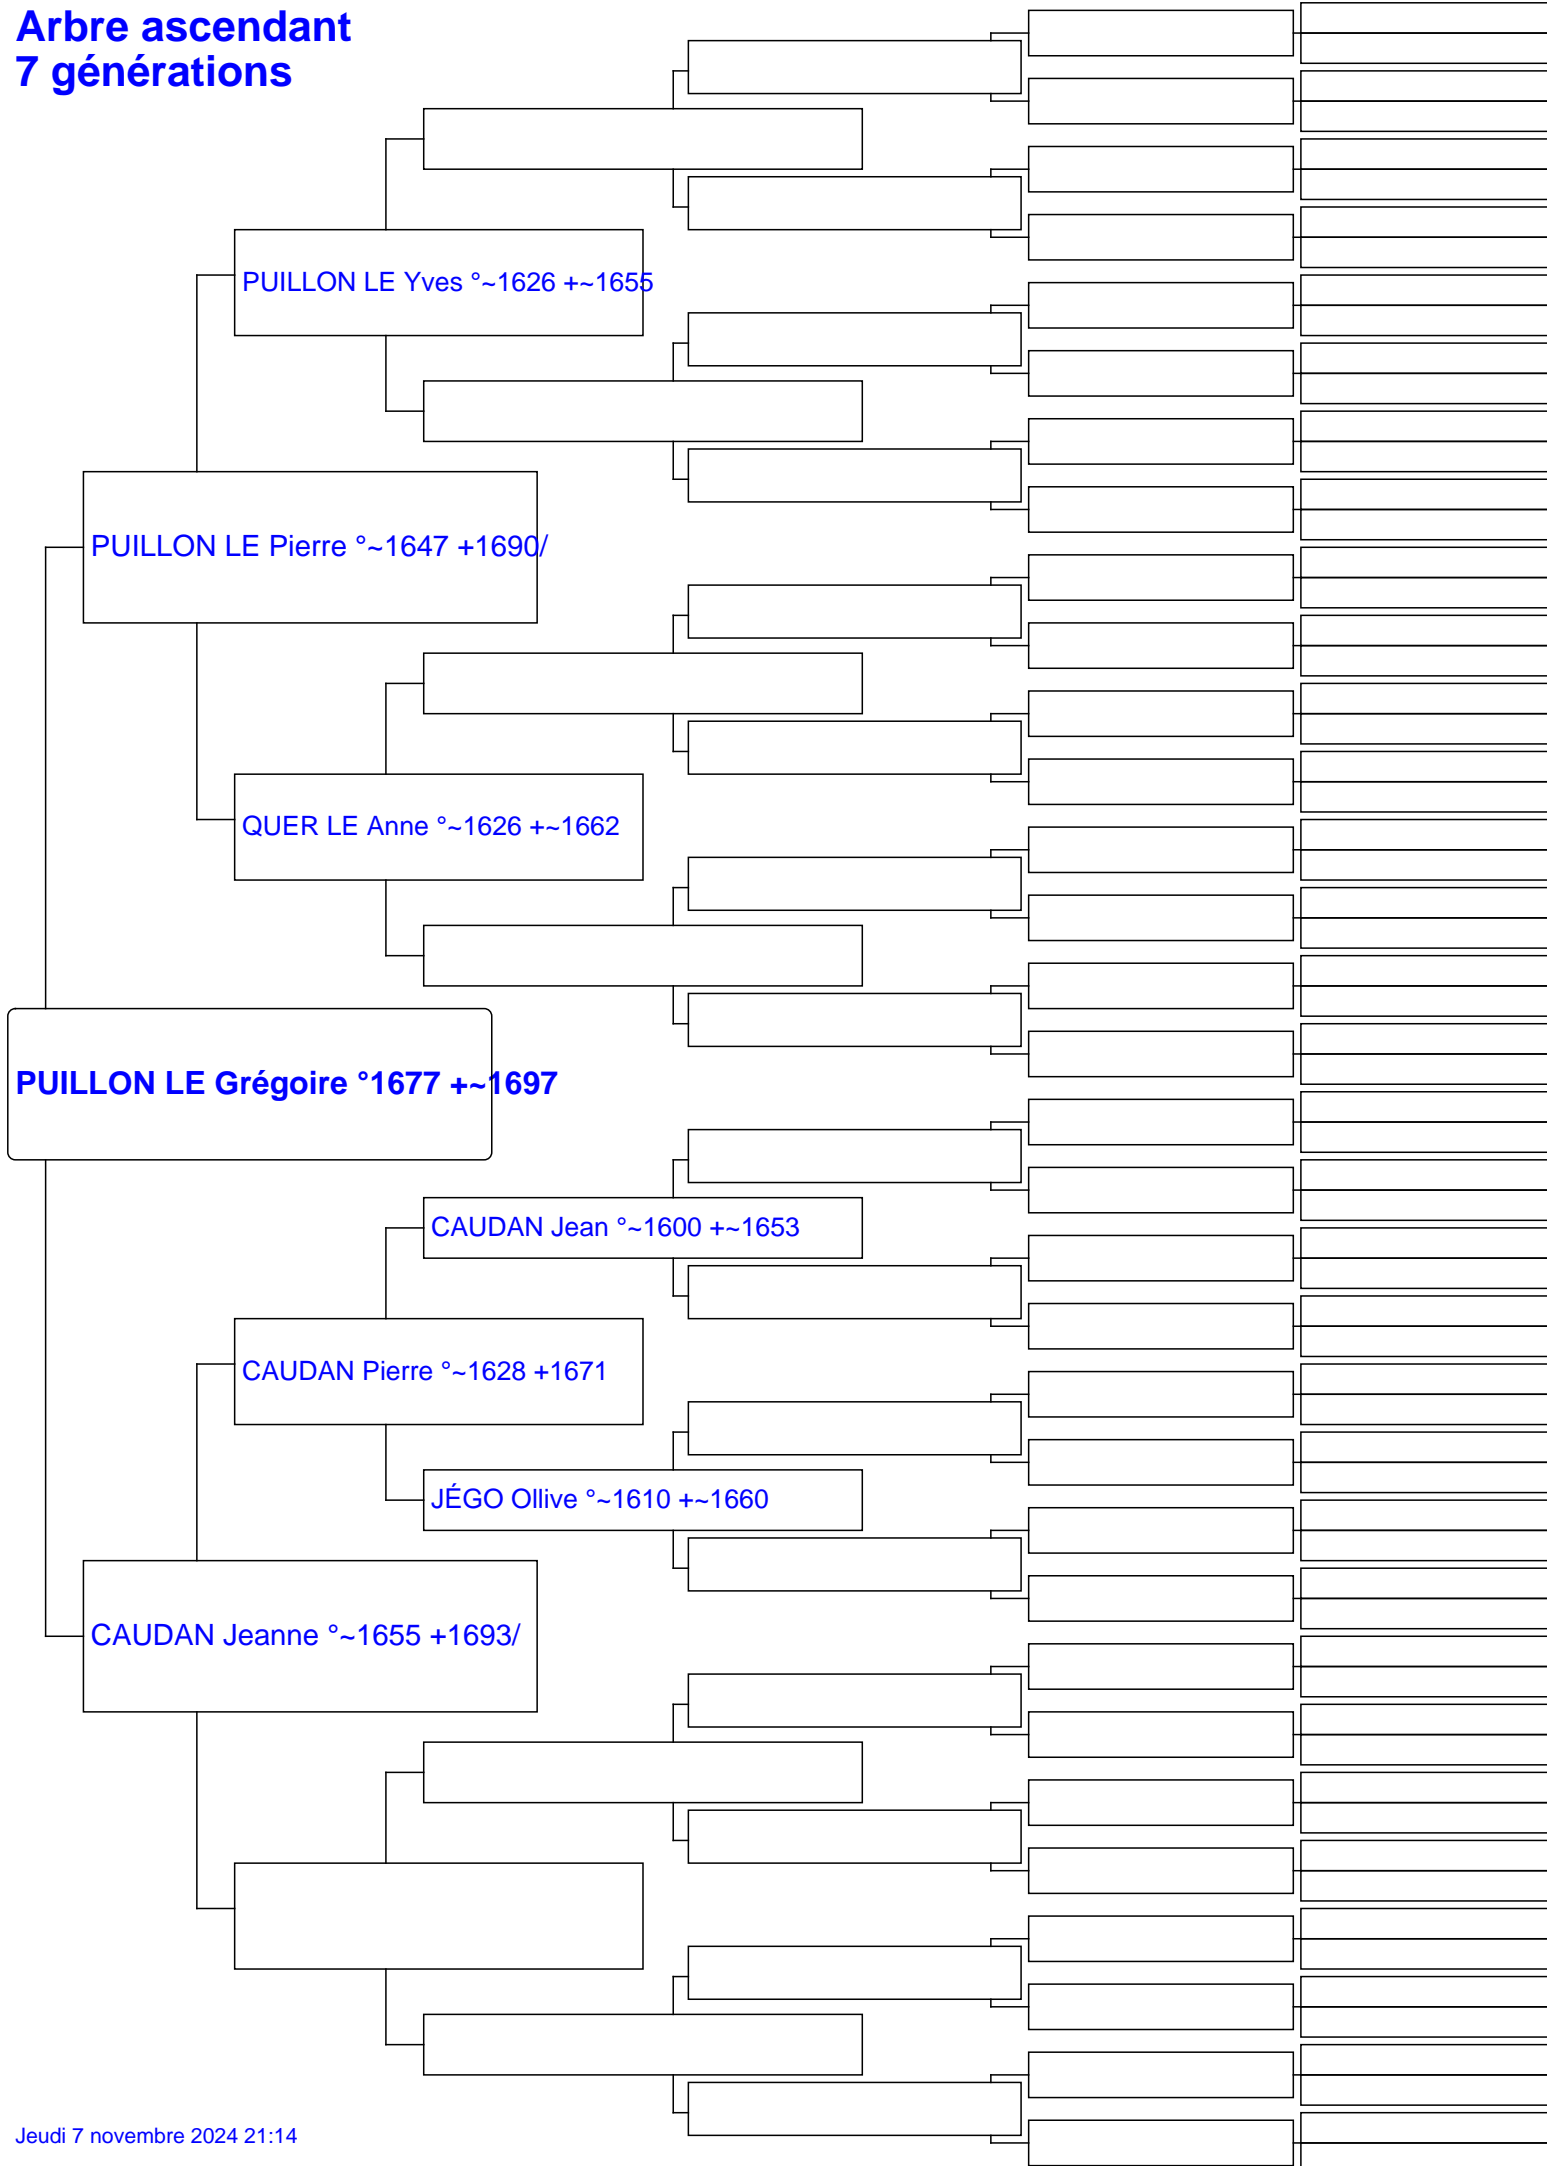 Arbre ascendant
7 générations
PUILLON LE Yves °~1626 +~1655
PUILLON LE Pierre °~1647 +1690/
QUER LE Anne °~1626 +~1662
PUILLON LE Grégoire °1677 +~1697
CAUDAN Jean °~1600 +~1653
CAUDAN Pierre °~1628 +1671
JÉGO Ollive °~1610 +~1660
CAUDAN Jeanne °~1655 +1693/
Jeudi 7 novembre 2024 21:14